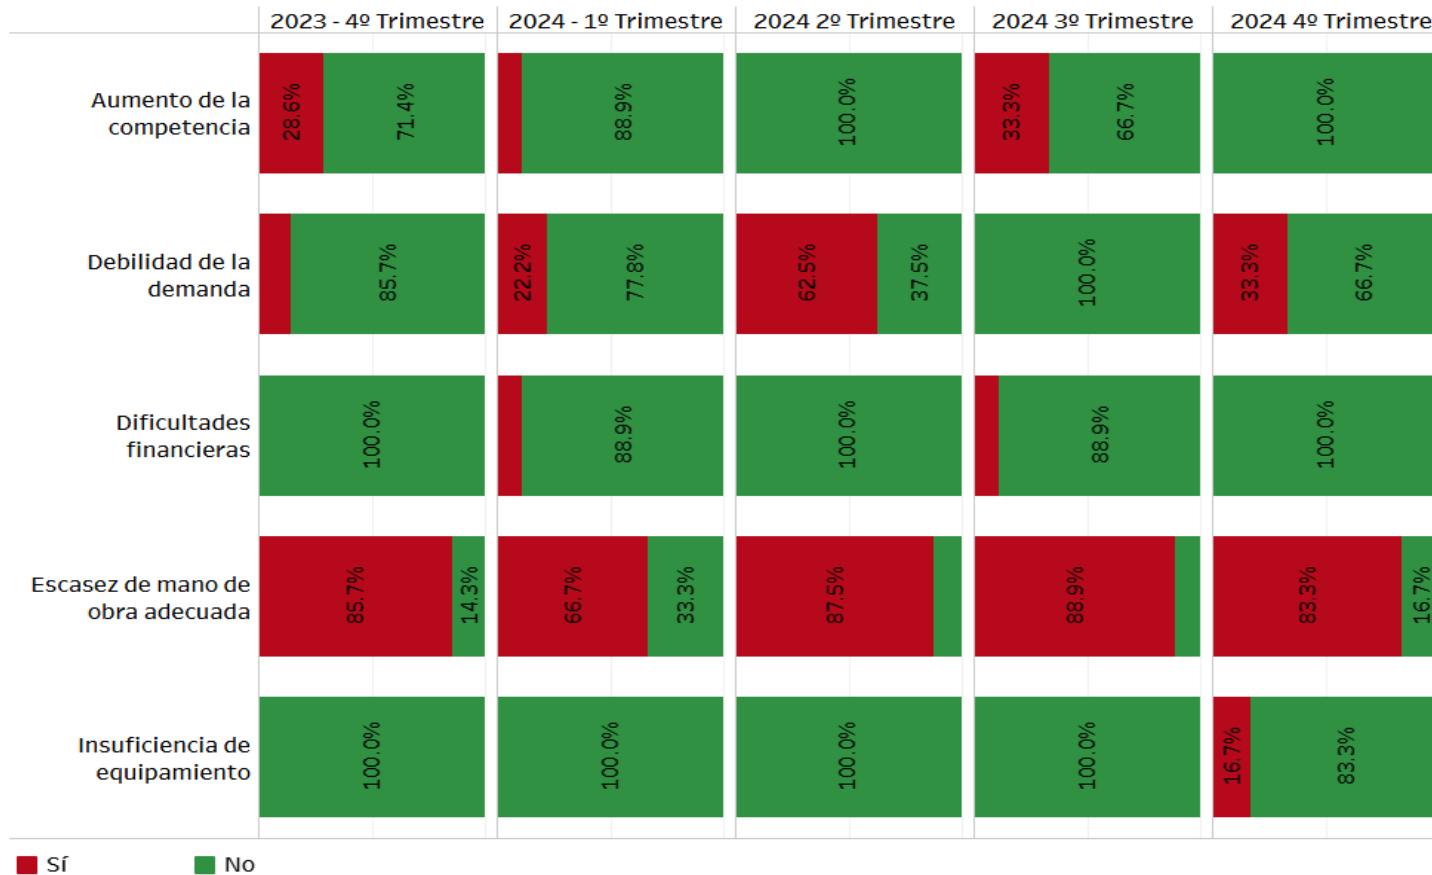 2023 - 4º Trimestre 2024 - 1º Trimestre 2024 2º Trimestre 2024 3º Trimestre 2024 4º Trimestre
Aumento de la
competencia
28.6% 71.4% 88.9% 100.0% 33.3% 66.7% 100.0%
Debilidad de la
demanda
85.7% 22.2% 77.8% 62.5% 37.5% 100.0% 33.3% 66.7%
Dificultades
financieras
100.0% 88.9% 100.0% 88.9% 100.0%
Escasez de mano de
obra adecuada
85.7% 14.3% 66.7% 33.3% 87.5% 88.9% 83.3% 16.7%
Insuficiencia de
equipamiento
100.0% 100.0% 100.0% 100.0% 16.7% 83.3%
Sí No